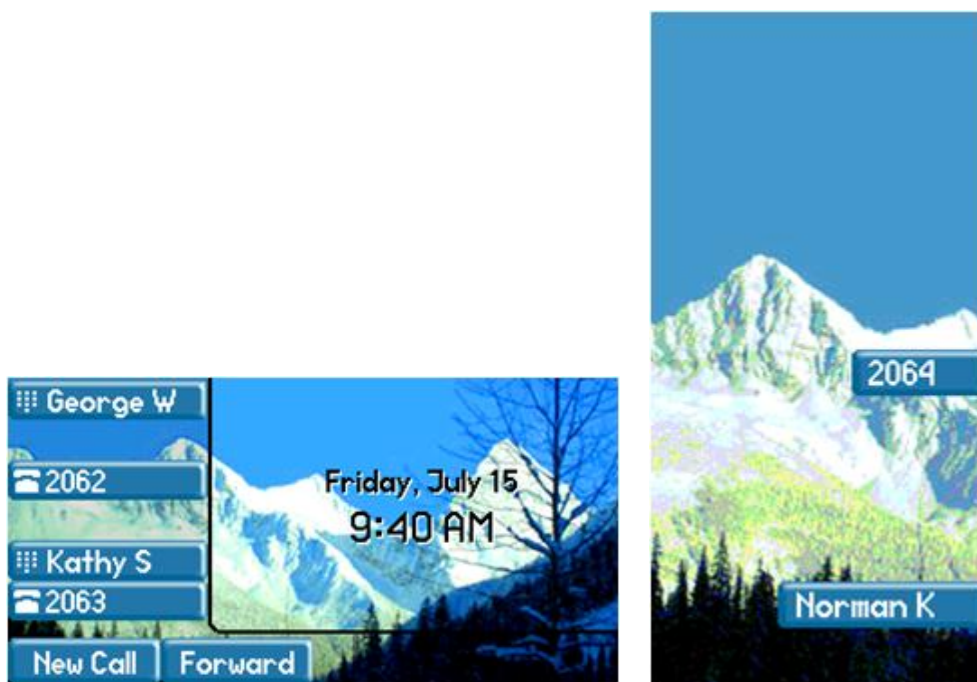 George W
2062
Kathy S
2063
Friday, July 15
9:40 AM
New Call
Forward
2064
Norman K